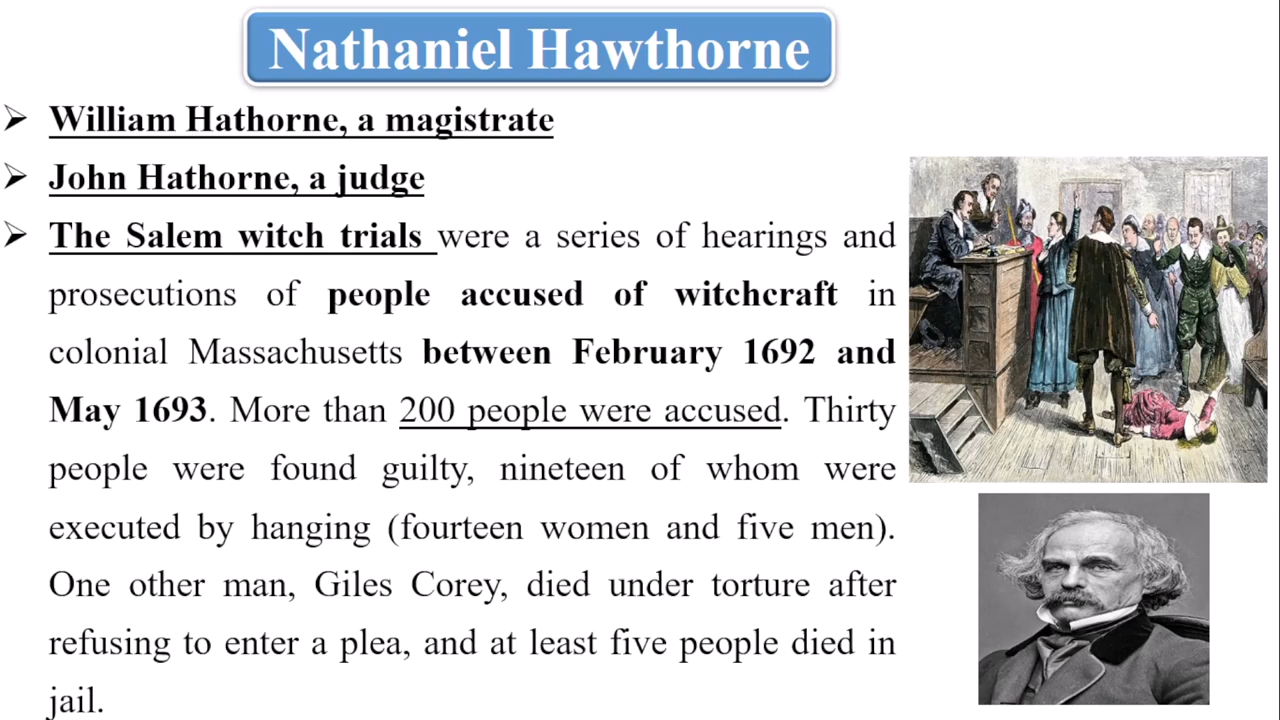 Nathaniel Hawthorne
➢ William Hathorne, a magistrate
➢ John Hathorne, a judge
➢ The Salem witch trials were a series of hearings and
prosecutions of people accused of witchcraft in
colonial Massachusetts between February 1692 and
May 1693. More than 200 people were accused. Thirty
people were found guilty, nineteen of whom were
executed by hanging (fourteen women and five men).
One other man, Giles Corey, died under torture after
refusing to enter a plea, and at least five people died in
jail.